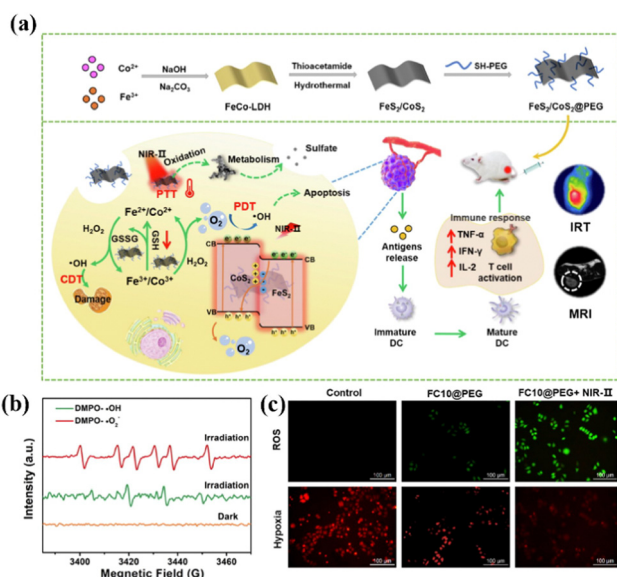 (a)
Co²⁺
Fe³⁺
NaOH
Na₂CO₃
FeCo-LDH
Thioacetamide
Hydrothermal
FeS₂/CoS₂
SH-PEG
FeS₂/CoS₂@PEG
NIR-II
Oxidation
Metabolism
Sulfate
PTT
Apoptosis
Fe²⁺/Co²⁺
O₂
PDT
•OH
NIR-II
H₂O₂
GSSG
GSH
H₂O₂
•OH
CDT
Fe³⁺/Co³⁺
Damage
CB
CoS₂
FeS₂
CB
VB
VB
h⁺
h⁺
h⁺
h⁺
h⁺
h⁺
O₂
Antigens
release
Immature
DC
Mature
DC
Immune response
TNF-α
IFN-γ
IL-2
T cell
activation
IRT
MRI
(b)
DMPO- •OH
DMPO- •O₂⁻
Irradiation
Irradiation
Dark
Intensity (a.u.)
3400
3420
3440
3460
Megnetic Field (G)
(c)
Control
FC10@PEG
FC10@PEG+ NIR-II
ROS
100 μm
100 μm
100 μm
Hypoxia
100 μm
100 μm
100 μm